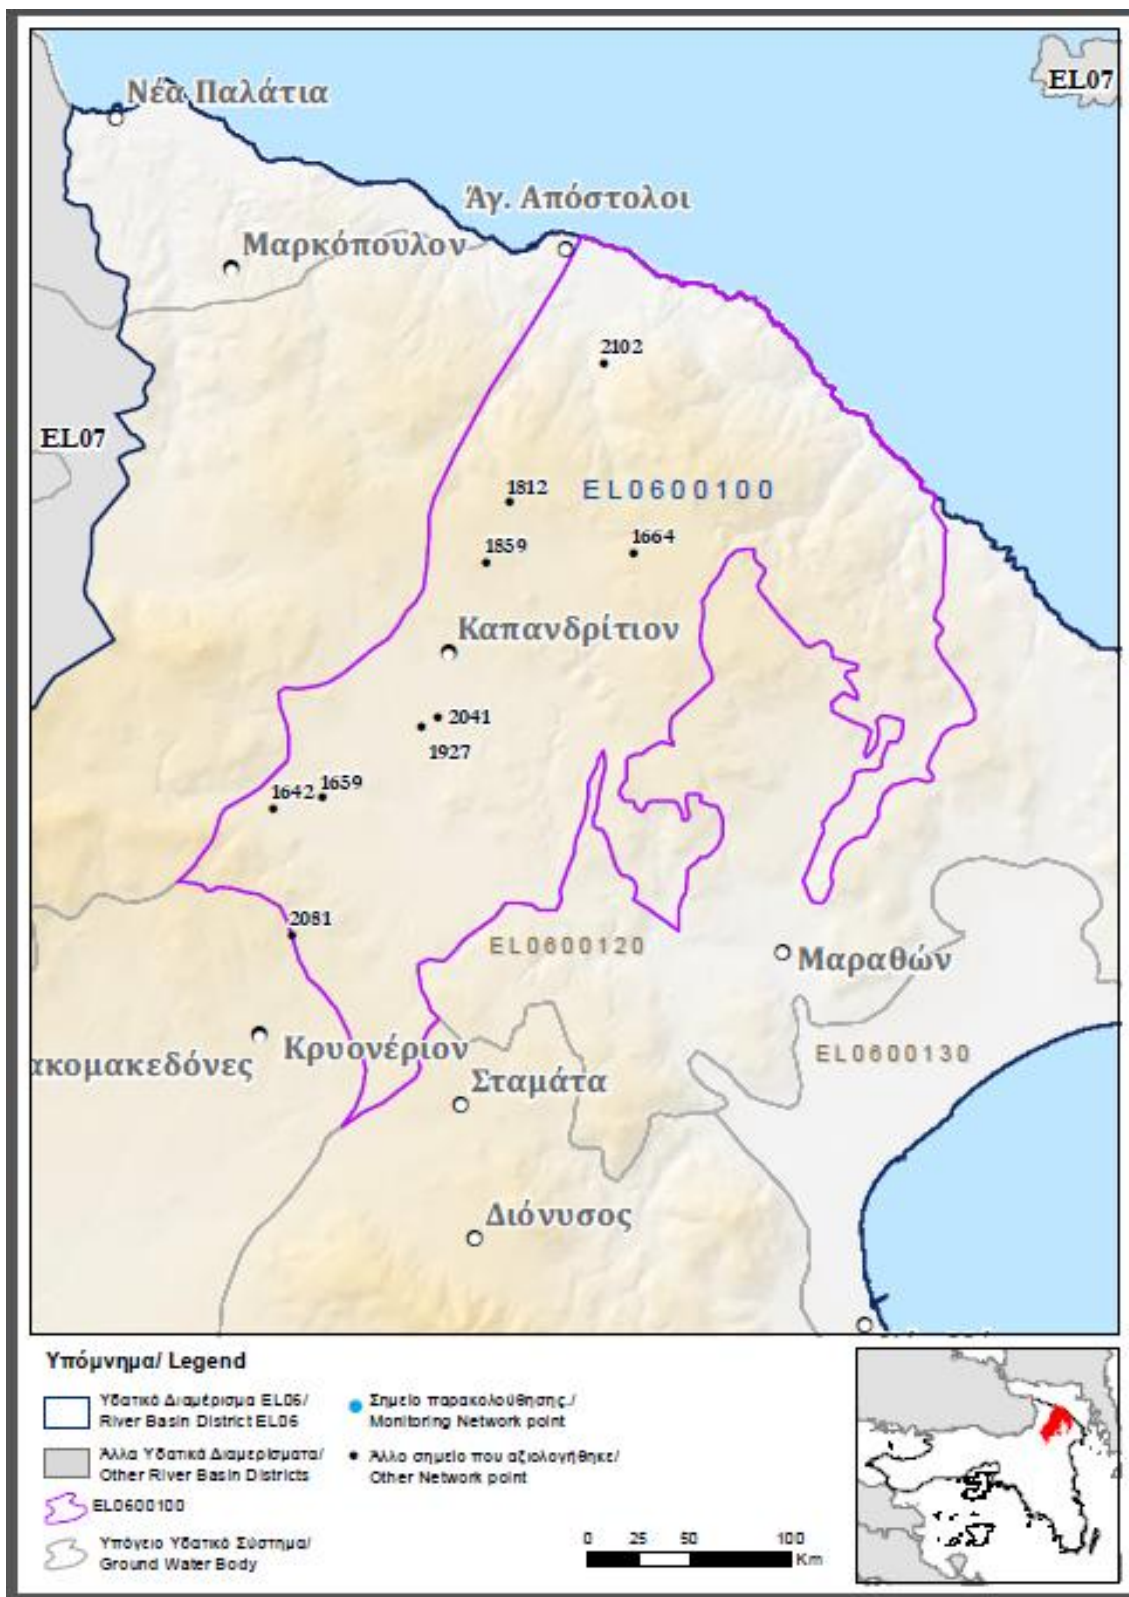 Νέα Παλάτια
EL07
Άγ. Απόστολοι
Μαρκόπουλον
2102
EL07
1812
EL0600100
1664
1859
Καπανδρίτιον
2041
1927
1659
1642
2081
EL0600120
Μαραθών
Κρυονέριον
EL0600130
ακομακεδόνες
Σταμάτα
Διόνυσος
Υπόμνημα/ Legend
Υδατικό Διαμέρισμα EL06/
River Basin District EL06
Σημείο παρακολούθησης./
Monitoring Network point
Άλλα Υδατικά Διαμερίσματα/
Other River Basin Districts
Άλλο σημείο που αξιολογήθηκε/
Other Network point
EL0600100
Υπόγειο Υδατικό Σύστημα/
Ground Water Body
0 25 50 100
Km